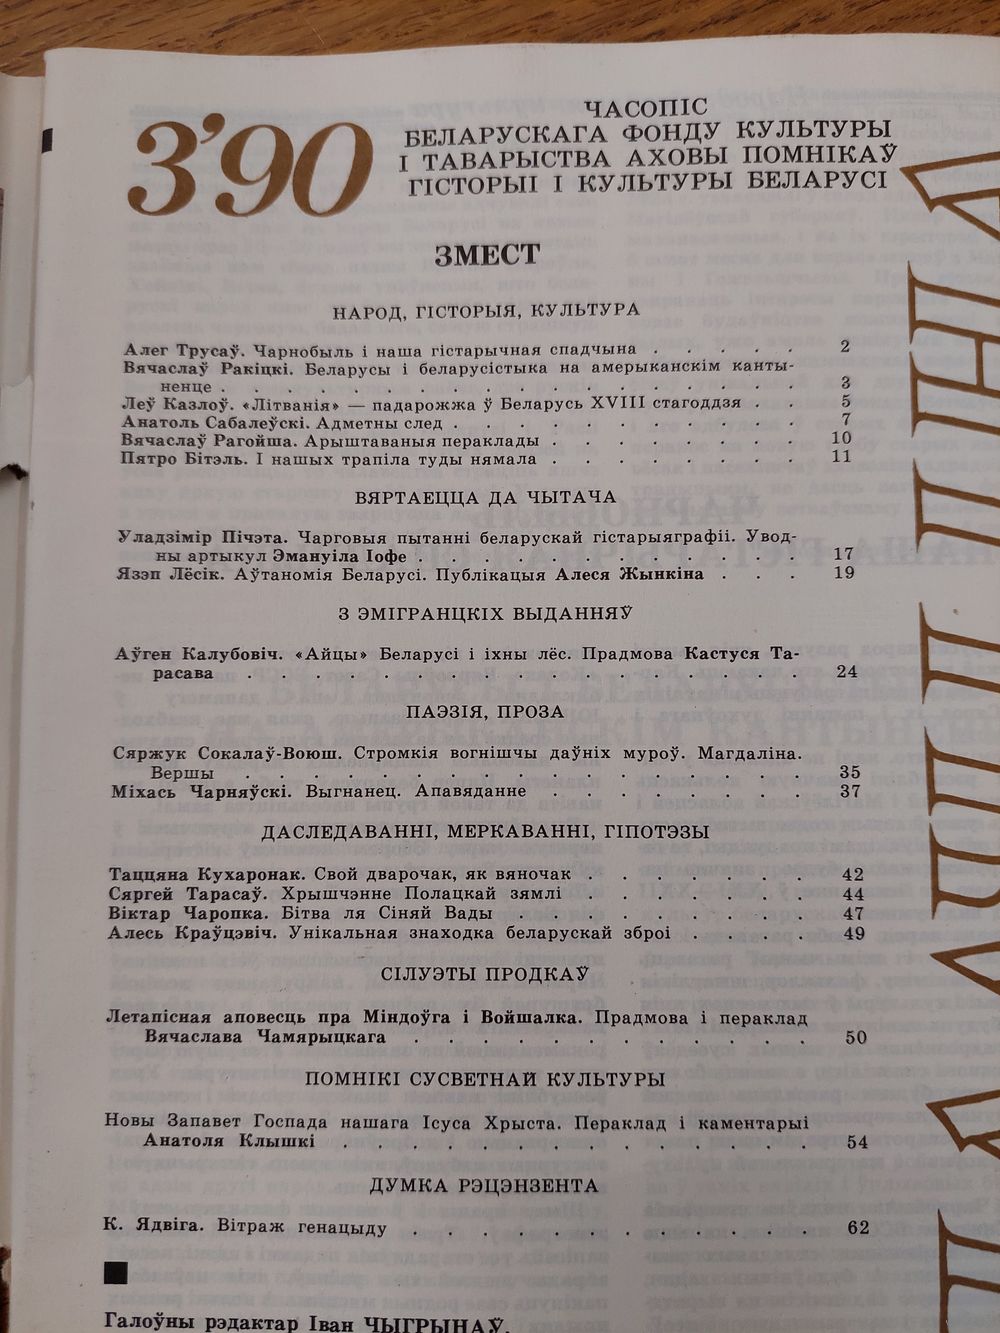 3'90
ЧАСОПІС
БЕЛАРУСКАГА ФОНДУ КУЛЬТУРЫ
І ТАВАРЫСТВА АХОВЫ ПОМНІКАЎ
ГІСТОРЫІ І КУЛЬТУРЫ БЕЛАРУСІ
ЗМЕСТ
НАРОД, ГІСТОРЫЯ, КУЛЬТУРА
Алег Трусаў. Чарнобыль і наша гістарычная спадчына . . . . . 2
Вячаслаў Ракіцкі. Беларусы і беларусістыка на амерыканскім канты-
ненце . . . . . . . . . . . . . . . . . . 3
Леў Казлоў. «Літванія» — падарожжа ў Беларусь XVIII стагоддзя . . 5
Анатоль Сабалеўскі. Адметны след . . . . . . . . . . . 7
Вячаслаў Рагойша. Арыштаваныя пераклады . . . . . . . . 10
Пятро Бітэль. І нашых трапіла туды нямала . . . . . . . 11
ВЯРТАЕЦЦА ДА ЧЫТАЧА
Уладзімір Пічэта. Чарговыя пытанні беларускай гістарыяграфіі. Увод-
ны артыкул Эмануіла Іофе . . . . . . . . . . . . 17
Язэп Лёсік. Аўтаномія Беларусі. Публікацыя Алеся Жынкіна . . . 19
З ЭМІГРАНЦКІХ ВЫДАННЯЎ
Аўген Калубовіч. «Айцы» Беларусі і іхны лёс. Прадмова Кастуся Та-
расава . . . . . . . . . . . . . . . . . 24
ПАЭЗІЯ, ПРОЗА
Сяржук Сокалаў-Воюш. Стромкія вогнішчы даўніх муроў. Магдаліна.
Вершы . . . . . . . . . . . . . . . . . 35
Міхась Чарняўскі. Выгнанец. Апавяданне . . . . . . . . 37
ДАСЛЕДАВАННІ, МЕРКАВАННІ, ГІПОТЭЗЫ
Таццяна Кухаронак. Свой дварочак, як вяночак . . . . . . 42
Сяргей Тарасаў. Хрышчэнне Полацкай зямлі . . . . . . . 44
Віктар Чаропка. Бітва ля Сіняй Вады . . . . . . . . . 47
Алесь Краўцэвіч. Унікальная знаходка беларускай зброі . . . . 49
СІЛУЭТЫ ПРОДКАЎ
Летапісная аповесць пра Міндоўга і Войшалка. Прадмова і пераклад
Вячаслава Чамярыцкага . . . . . . . . . . . . 50
ПОМНІКІ СУСВЕТНАЙ КУЛЬТУРЫ
Новы Запавет Госпада нашага Ісуса Хрыста. Пераклад і каментарыі
Анатоля Клышкі . . . . . . . . . . . . . . 54
ДУМКА РЭЦЭНЗЕНТА
К. Ядвіга. Вітраж генацыду . . . . . . . . . . . . 62
Галоўны рэдактар Іван ЧЫГРЫНАЎ.